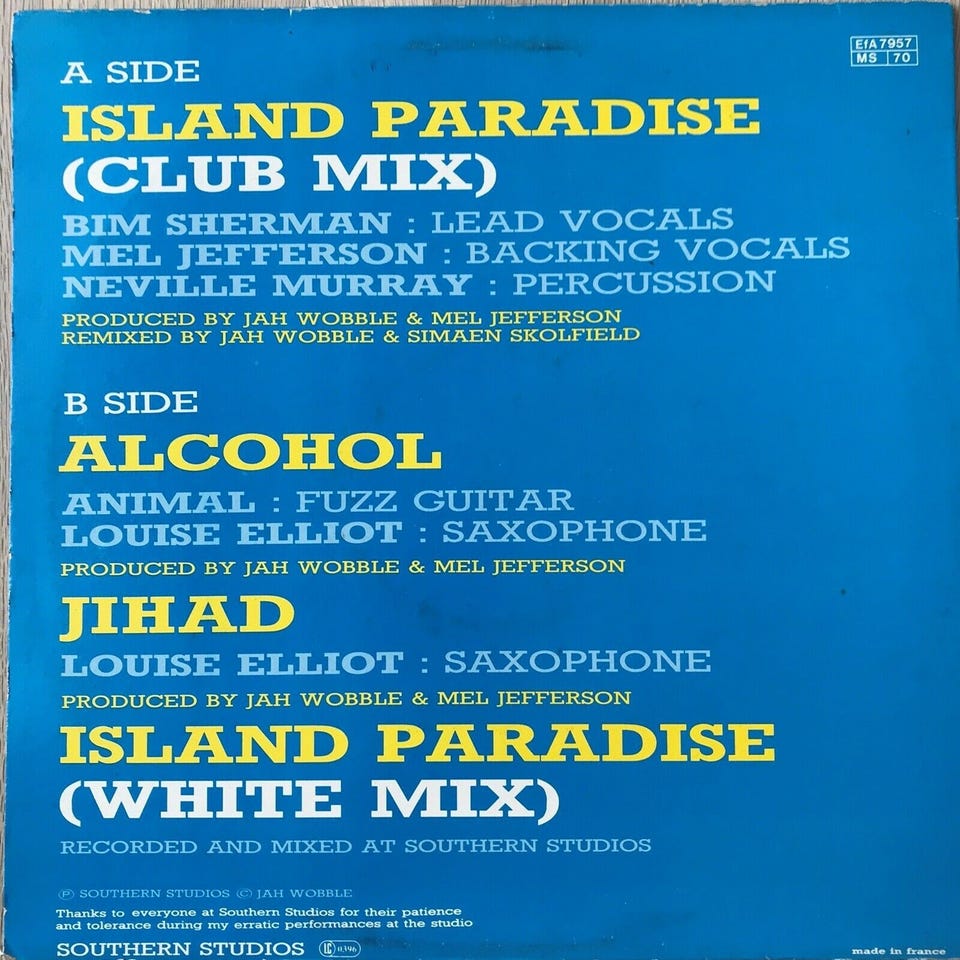 EfA 7957
MS 70
A SIDE
ISLAND PARADISE
(CLUB MIX)
BIM SHERMAN : LEAD VOCALS
MEL JEFFERSON : BACKING VOCALS
NEVILLE MURRAY : PERCUSSION
PRODUCED BY JAH WOBBLE & MEL JEFFERSON
REMIXED BY JAH WOBBLE & SIMAEN SKOLFIELD
B SIDE
ALCOHOL
ANIMAL : FUZZ GUITAR
LOUISE ELLIOT : SAXOPHONE
PRODUCED BY JAH WOBBLE & MEL JEFFERSON
JIHAD
LOUISE ELLIOT : SAXOPHONE
PRODUCED BY JAH WOBBLE & MEL JEFFERSON
ISLAND PARADISE
(WHITE MIX)
RECORDED AND MIXED AT SOUTHERN STUDIOS
℗ SOUTHERN STUDIOS © JAH WOBBLE
Thanks to everyone at Southern Studios for their patience
and tolerance during my erratic performances at the studio
SOUTHERN STUDIOS LC 0396
made in france